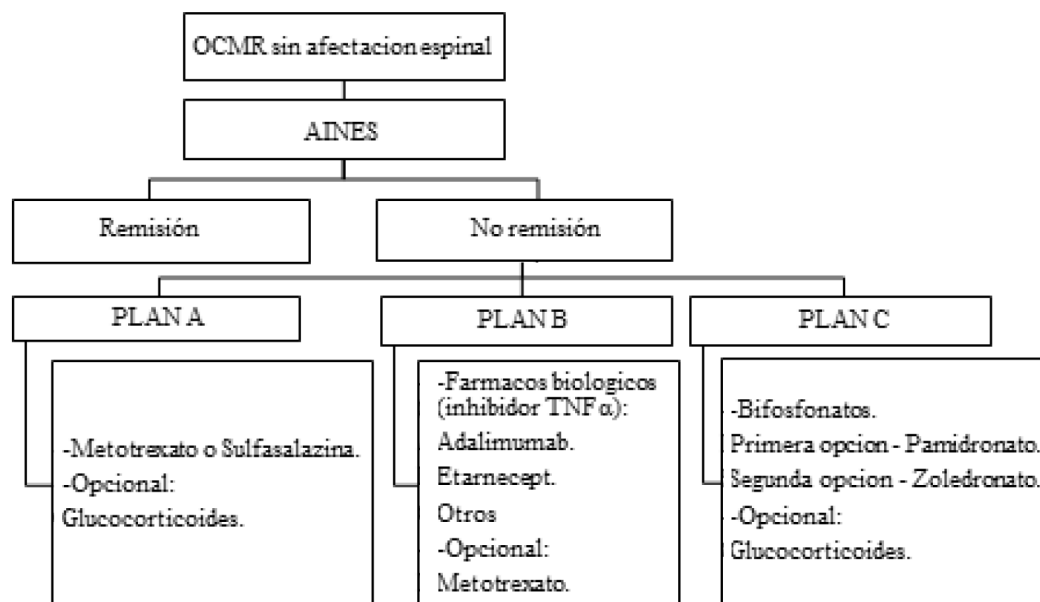 OCMR sin afectacion espinal
AINES
Remisión
No remisión
PLAN A
PLAN B
PLAN C
-Metotrexato o Sulfasalazina.
-Opcional:
Glucocorticoides.
-Farmacos biologicos
(inhibidor TNFα):
Adalimumab.
Etarnecept.
Otros
-Opcional:
Metotrexato.
-Bifosfonatos.
Primera opcion - Pamidronato.
Segunda opcion - Zoledronato.
-Opcional:
Glucocorticoides.